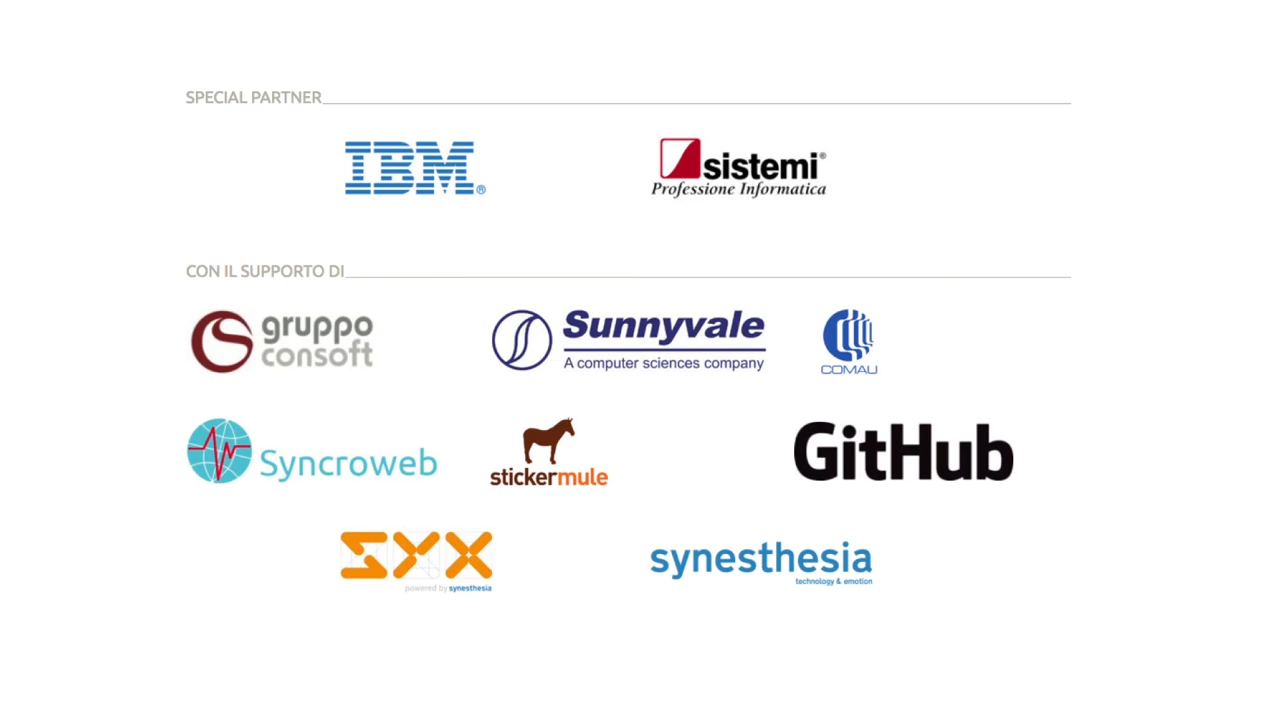 SPECIAL PARTNER
IBM®
sistemi®
Professione Informatica
CON IL SUPPORTO DI
gruppo
consoft
Sunnyvale
A computer sciences company
COMAU
Syncroweb
stickermule
GitHub
SYX
powered by synesthesia
synesthesia
technology & emotion